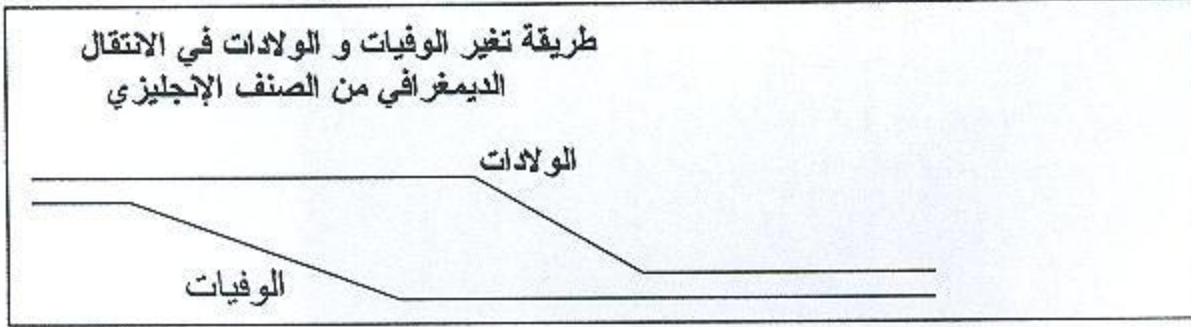 طريقة تغير الوفيات و الولادات في الانتقال
الديمغرافي من الصنف الإنجليزي
الولادات
الوفيات